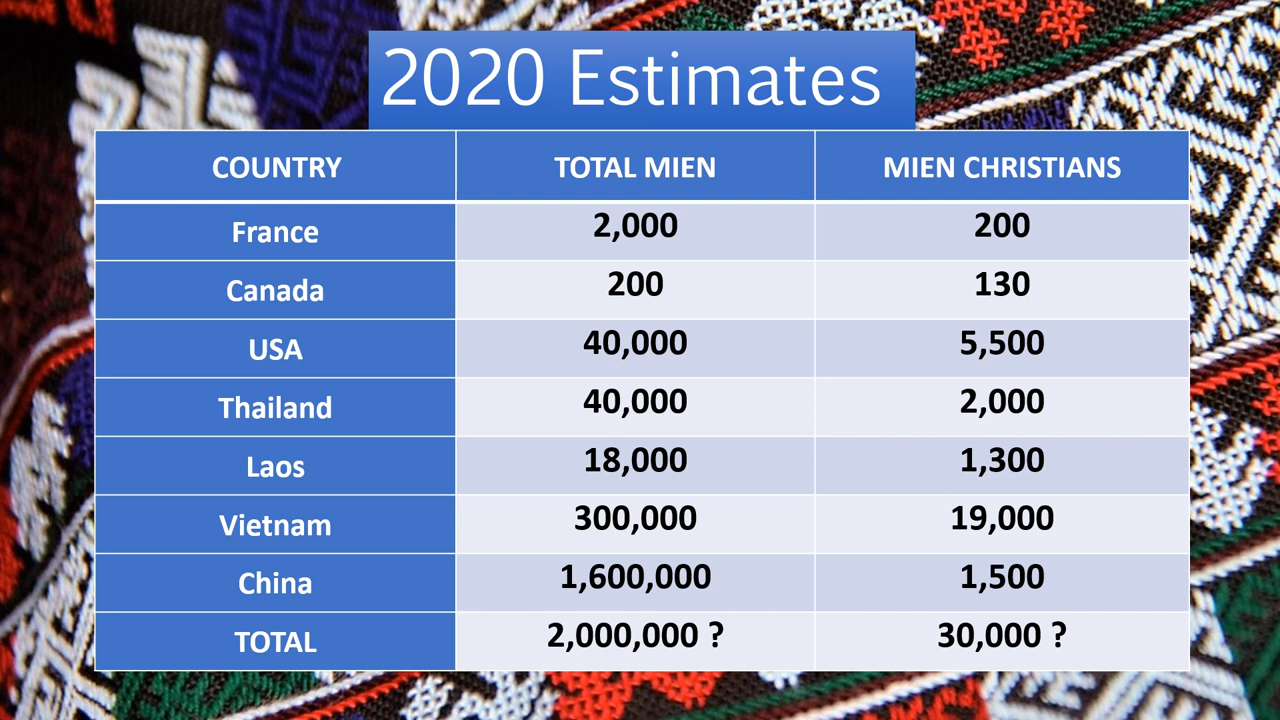 2020 Estimates
COUNTRY TOTAL MIEN MIEN CHRISTIANS
France 2,000 200
Canada 200 130
USA 40,000 5,500
Thailand 40,000 2,000
Laos 18,000 1,300
Vietnam 300,000 19,000
China 1,600,000 1,500
TOTAL 2,000,000 ? 30,000 ?